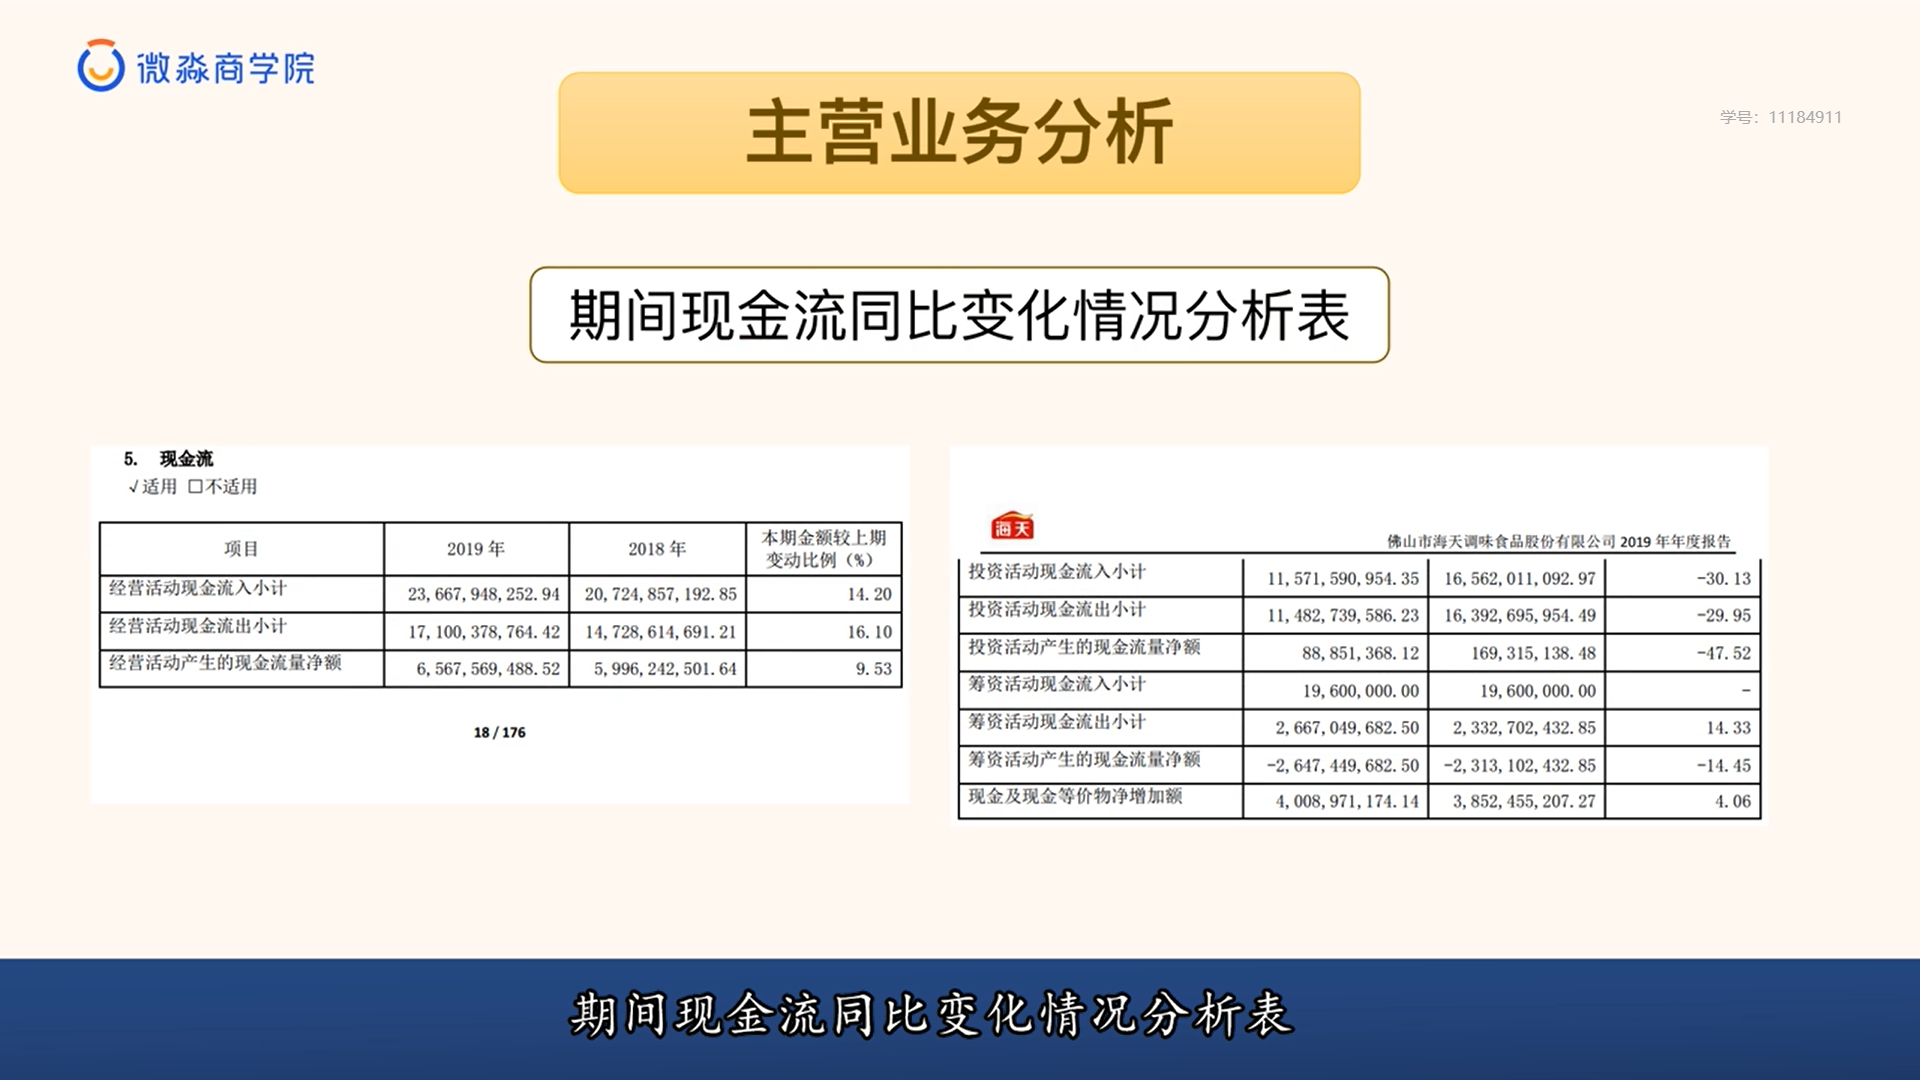 微淼商学院
主营业务分析
学号：11184911
期间现金流同比变化情况分析表
5. 现金流
√适用 □不适用
项目 2019 年 2018 年 本期金额较上期变动比例（%）
经营活动现金流入小计 23,667,948,252.94 20,724,857,192.85 14.20
经营活动现金流出小计 17,100,378,764.42 14,728,614,691.21 16.10
经营活动产生的现金流量净额 6,567,569,488.52 5,996,242,501.64 9.53
18 / 176
海天
佛山市海天调味食品股份有限公司 2019 年年度报告
投资活动现金流入小计 11,571,590,954.35 16,562,011,092.97 -30.13
投资活动现金流出小计 11,482,739,586.23 16,392,695,954.49 -29.95
投资活动产生的现金流量净额 88,851,368.12 169,315,138.48 -47.52
筹资活动现金流入小计 19,600,000.00 19,600,000.00 -
筹资活动现金流出小计 2,667,049,682.50 2,332,702,432.85 14.33
筹资活动产生的现金流量净额 -2,647,449,682.50 -2,313,102,432.85 -14.45
现金及现金等价物净增加额 4,008,971,174.14 3,852,455,207.27 4.06
期间现金流同比变化情况分析表